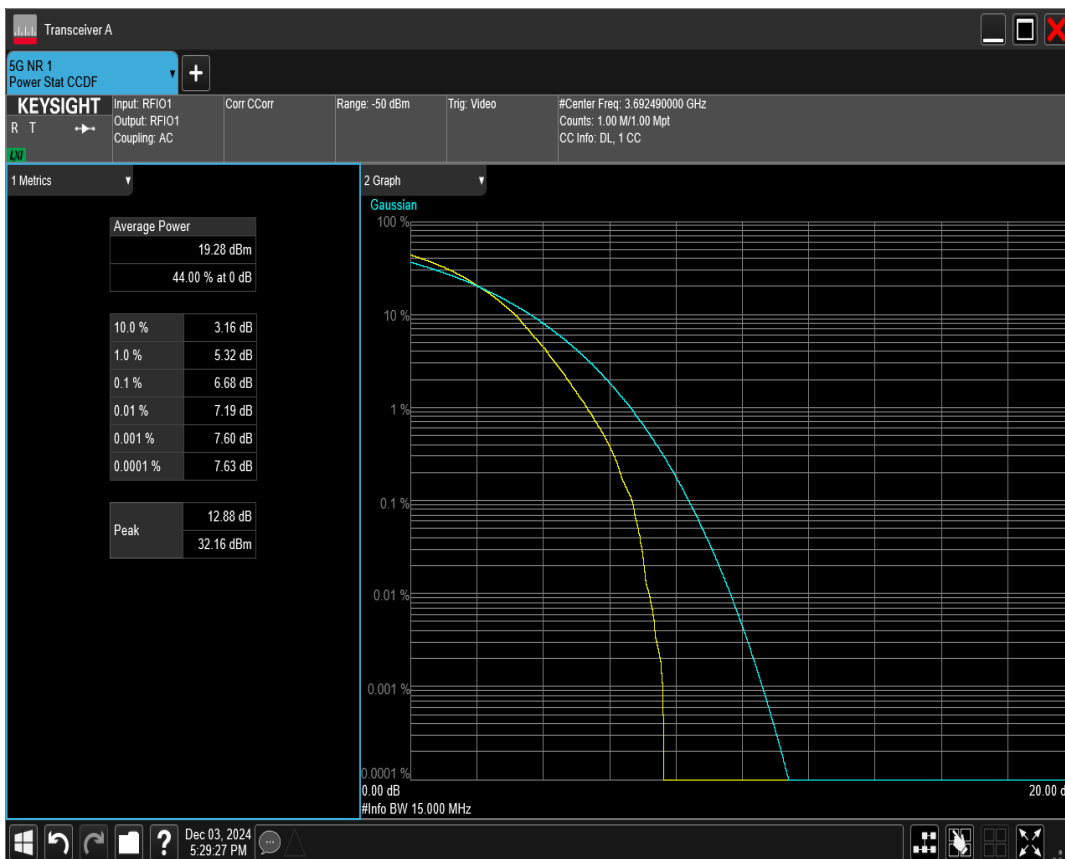 Transceiver A
5G NR 1
Power Stat CCDF
KEYSIGHT
R T
LXI
Input: RFIO1
Output: RFIO1
Coupling: AC
Corr CCorr
Range: -50 dBm
Trig: Video
#Center Freq: 3.692490000 GHz
Counts: 1.00 M/1.00 Mpt
CC Info: DL, 1 CC
1 Metrics
Average Power
19.28 dBm
44.00 % at 0 dB
10.0 % 3.16 dB
1.0 % 5.32 dB
0.1 % 6.68 dB
0.01 % 7.19 dB
0.001 % 7.60 dB
0.0001 % 7.63 dB
Peak
12.88 dB
32.16 dBm
2 Graph
Gaussian
100 %
10 %
1 %
0.1 %
0.01 %
0.001 %
0.0001 %
0.00 dB 20.00 d
#Info BW 15.000 MHz
?
Dec 03, 2024
5:29:27 PM